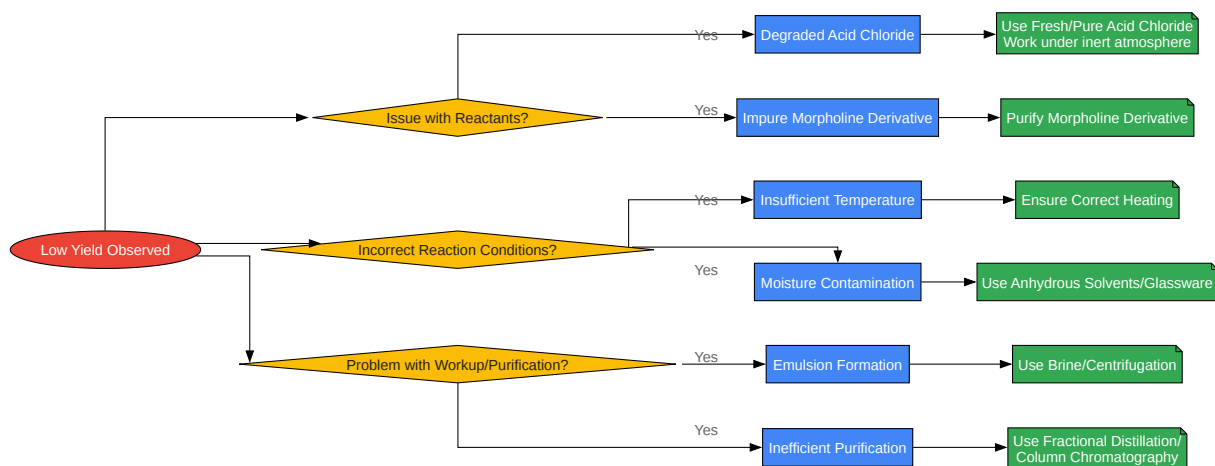 Yes
Degraded Acid Chloride
Use Fresh/Pure Acid Chloride
Work under inert atmosphere
Issue with Reactants?
Yes
Impure Morpholine Derivative
Purify Morpholine Derivative
Yes
Insufficient Temperature
Ensure Correct Heating
Low Yield Observed
Incorrect Reaction Conditions?
Yes
Moisture Contamination
Use Anhydrous Solvents/Glassware
Problem with Workup/Purification?
Yes
Emulsion Formation
Use Brine/Centrifugation
Yes
Inefficient Purification
Use Fractional Distillation/
Column Chromatography